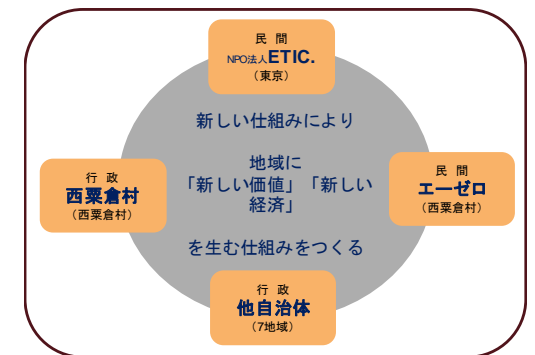 民 間
NPO法人ETIC.
（東京）
新しい仕組みにより
地域に
「新しい価値」「新しい
経済」
を生む仕組みをつくる
行 政
西粟倉村
（西粟倉村）
民 間
エーゼロ
（西粟倉村）
行 政
他自治体
（7地域）